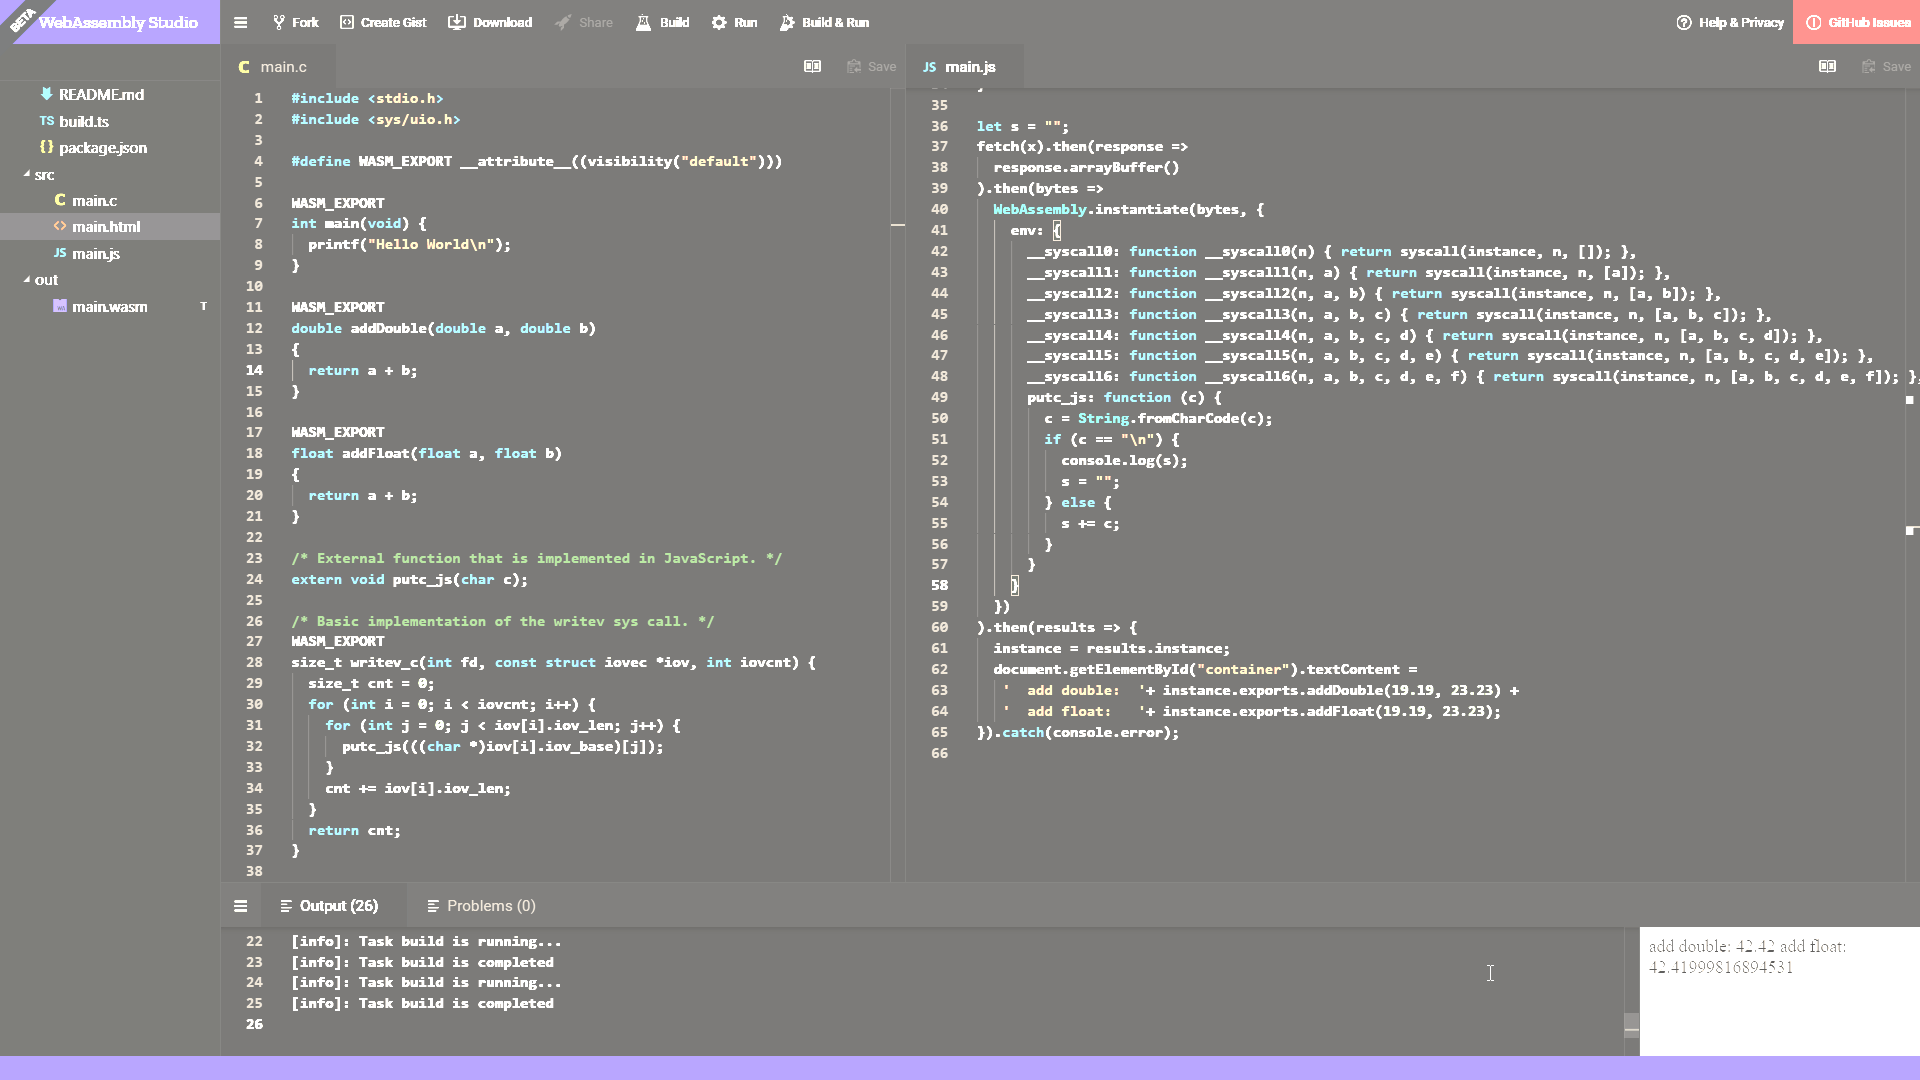 BETA
WebAssembly Studio
Fork
Create Gist
Download
Share
Build
Run
Build & Run
Help & Privacy
GitHub Issues
README.md
TS build.ts
{} package.json
src
C main.c
<> main.html
JS main.js
out
main.wasm T
C main.c
Save
1 #include <stdio.h>
2 #include <sys/uio.h>
3
4 #define WASM_EXPORT __attribute__((visibility("default")))
5
6 WASM_EXPORT
7 int main(void) {
8   printf("Hello World\n");
9 }
10
11 WASM_EXPORT
12 double addDouble(double a, double b)
13 {
14   return a + b;
15 }
16
17 WASM_EXPORT
18 float addFloat(float a, float b)
19 {
20   return a + b;
21 }
22
23 /* External function that is implemented in JavaScript. */
24 extern void putc_js(char c);
25
26 /* Basic implementation of the writev sys call. */
27 WASM_EXPORT
28 size_t writev_c(int fd, const struct iovec *iov, int iovcnt) {
29   size_t cnt = 0;
30   for (int i = 0; i < iovcnt; i++) {
31     for (int j = 0; j < iov[i].iov_len; j++) {
32       putc_js(((char *)iov[i].iov_base)[j]);
33     }
34     cnt += iov[i].iov_len;
35   }
36   return cnt;
37 }
38
JS main.js
Save
35
36 let s = "";
37 fetch(x).then(response =>
38   response.arrayBuffer()
39 ).then(bytes =>
40   WebAssembly.instantiate(bytes, {
41     env: {
42       __syscall0: function __syscall0(n) { return syscall(instance, n, []); },
43       __syscall1: function __syscall1(n, a) { return syscall(instance, n, [a]); },
44       __syscall2: function __syscall2(n, a, b) { return syscall(instance, n, [a, b]); },
45       __syscall3: function __syscall3(n, a, b, c) { return syscall(instance, n, [a, b, c]); },
46       __syscall4: function __syscall4(n, a, b, c, d) { return syscall(instance, n, [a, b, c, d]); },
47       __syscall5: function __syscall5(n, a, b, c, d, e) { return syscall(instance, n, [a, b, c, d, e]); },
48       __syscall6: function __syscall6(n, a, b, c, d, e, f) { return syscall(instance, n, [a, b, c, d, e, f]); },
49       putc_js: function (c) {
50         c = String.fromCharCode(c);
51         if (c == "\n") {
52           console.log(s);
53           s = "";
54         } else {
55           s += c;
56         }
57       }
58     }
59   })
60 ).then(results => {
61   instance = results.instance;
62   document.getElementById("container").textContent =
63    '  add double:  '+ instance.exports.addDouble(19.19, 23.23) +
64    '  add float:   '+ instance.exports.addFloat(19.19, 23.23);
65 }).catch(console.error);
66
Output (26)
Problems (0)
22 [info]: Task build is running...
23 [info]: Task build is completed
24 [info]: Task build is running...
25 [info]: Task build is completed
26
add double: 42.42 add float:
42.41999816894531